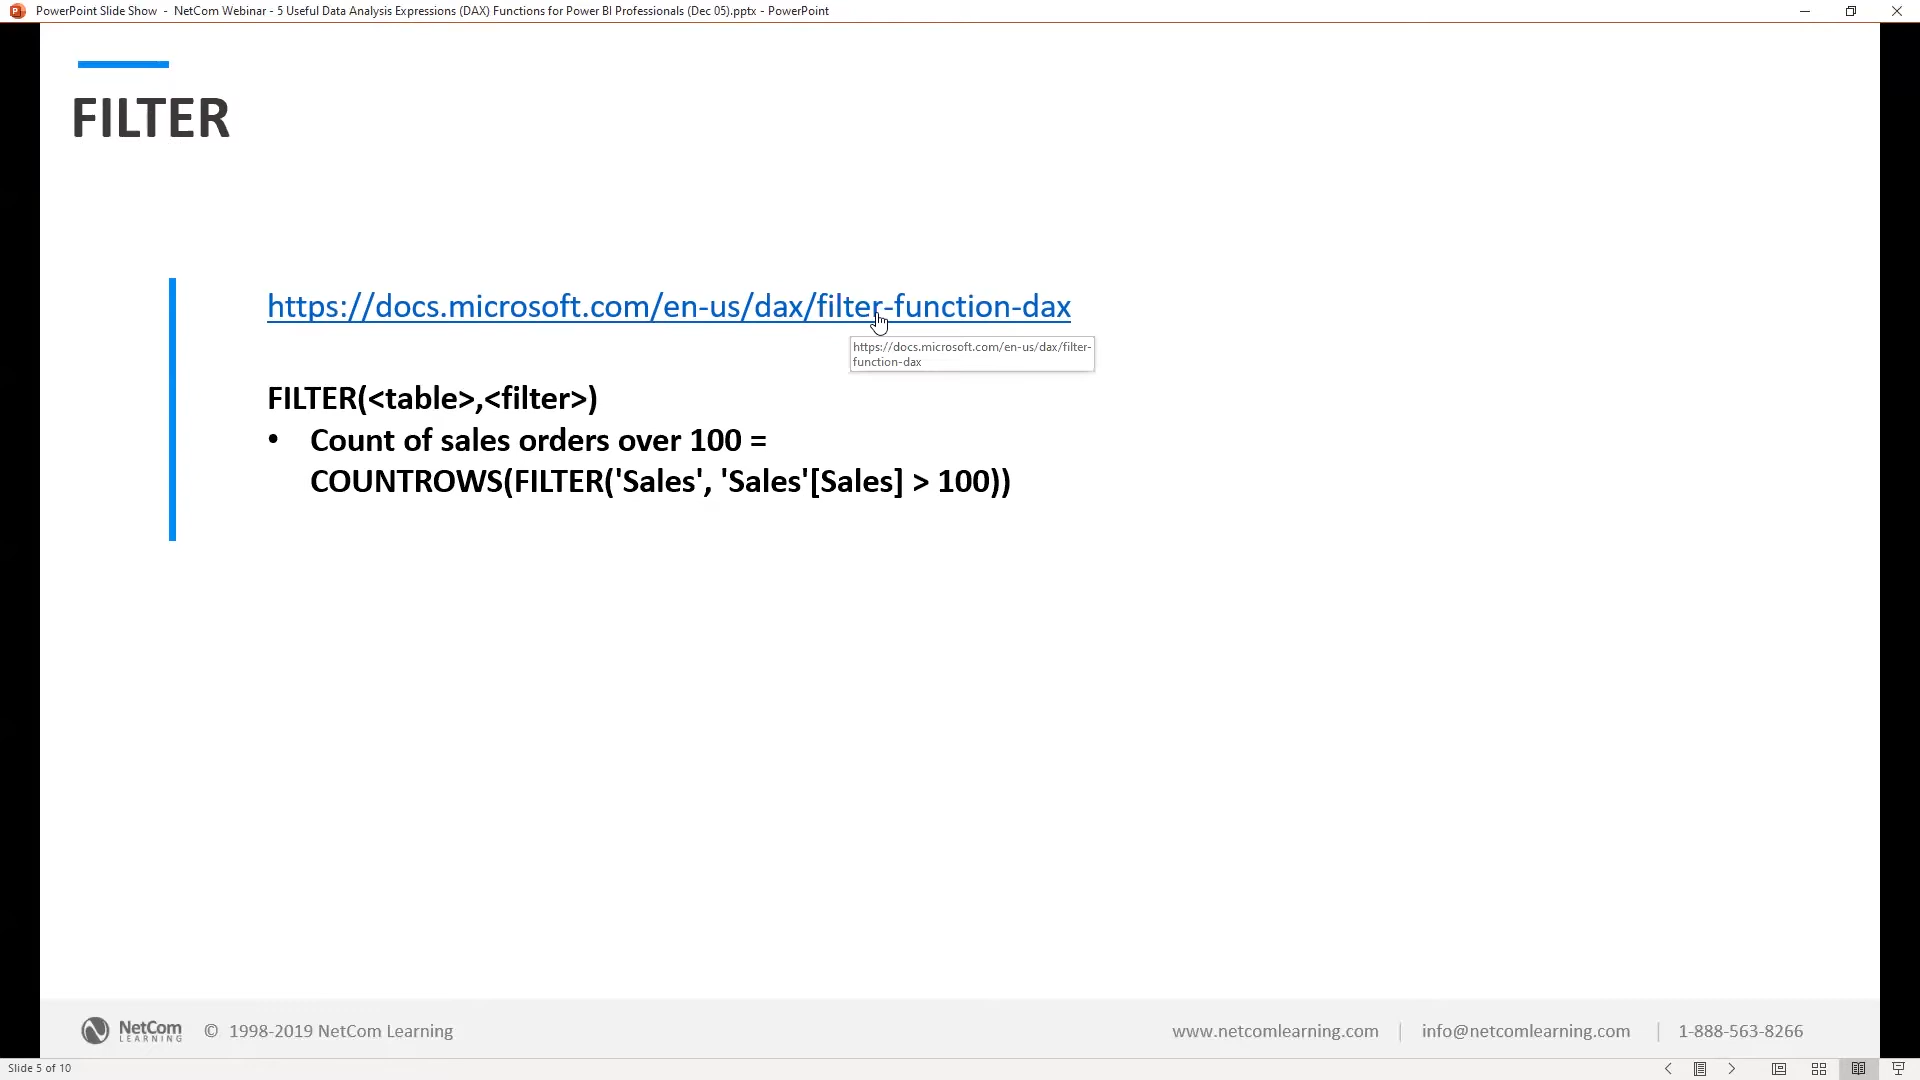 PowerPoint Slide Show - NetCom Webinar - 5 Useful Data Analysis Expressions (DAX) Functions for Power BI Professionals (Dec 05).pptx - PowerPoint
FILTER
https://docs.microsoft.com/en-us/dax/filter-function-dax
https://docs.microsoft.com/en-us/dax/filter-
function-dax
FILTER(<table>,<filter>)
• Count of sales orders over 100 =
COUNTROWS(FILTER('Sales', 'Sales'[Sales] > 100))
NetCom
LEARNING
© 1998-2019 NetCom Learning
www.netcomlearning.com | info@netcomlearning.com | 1-888-563-8266
Slide 5 of 10